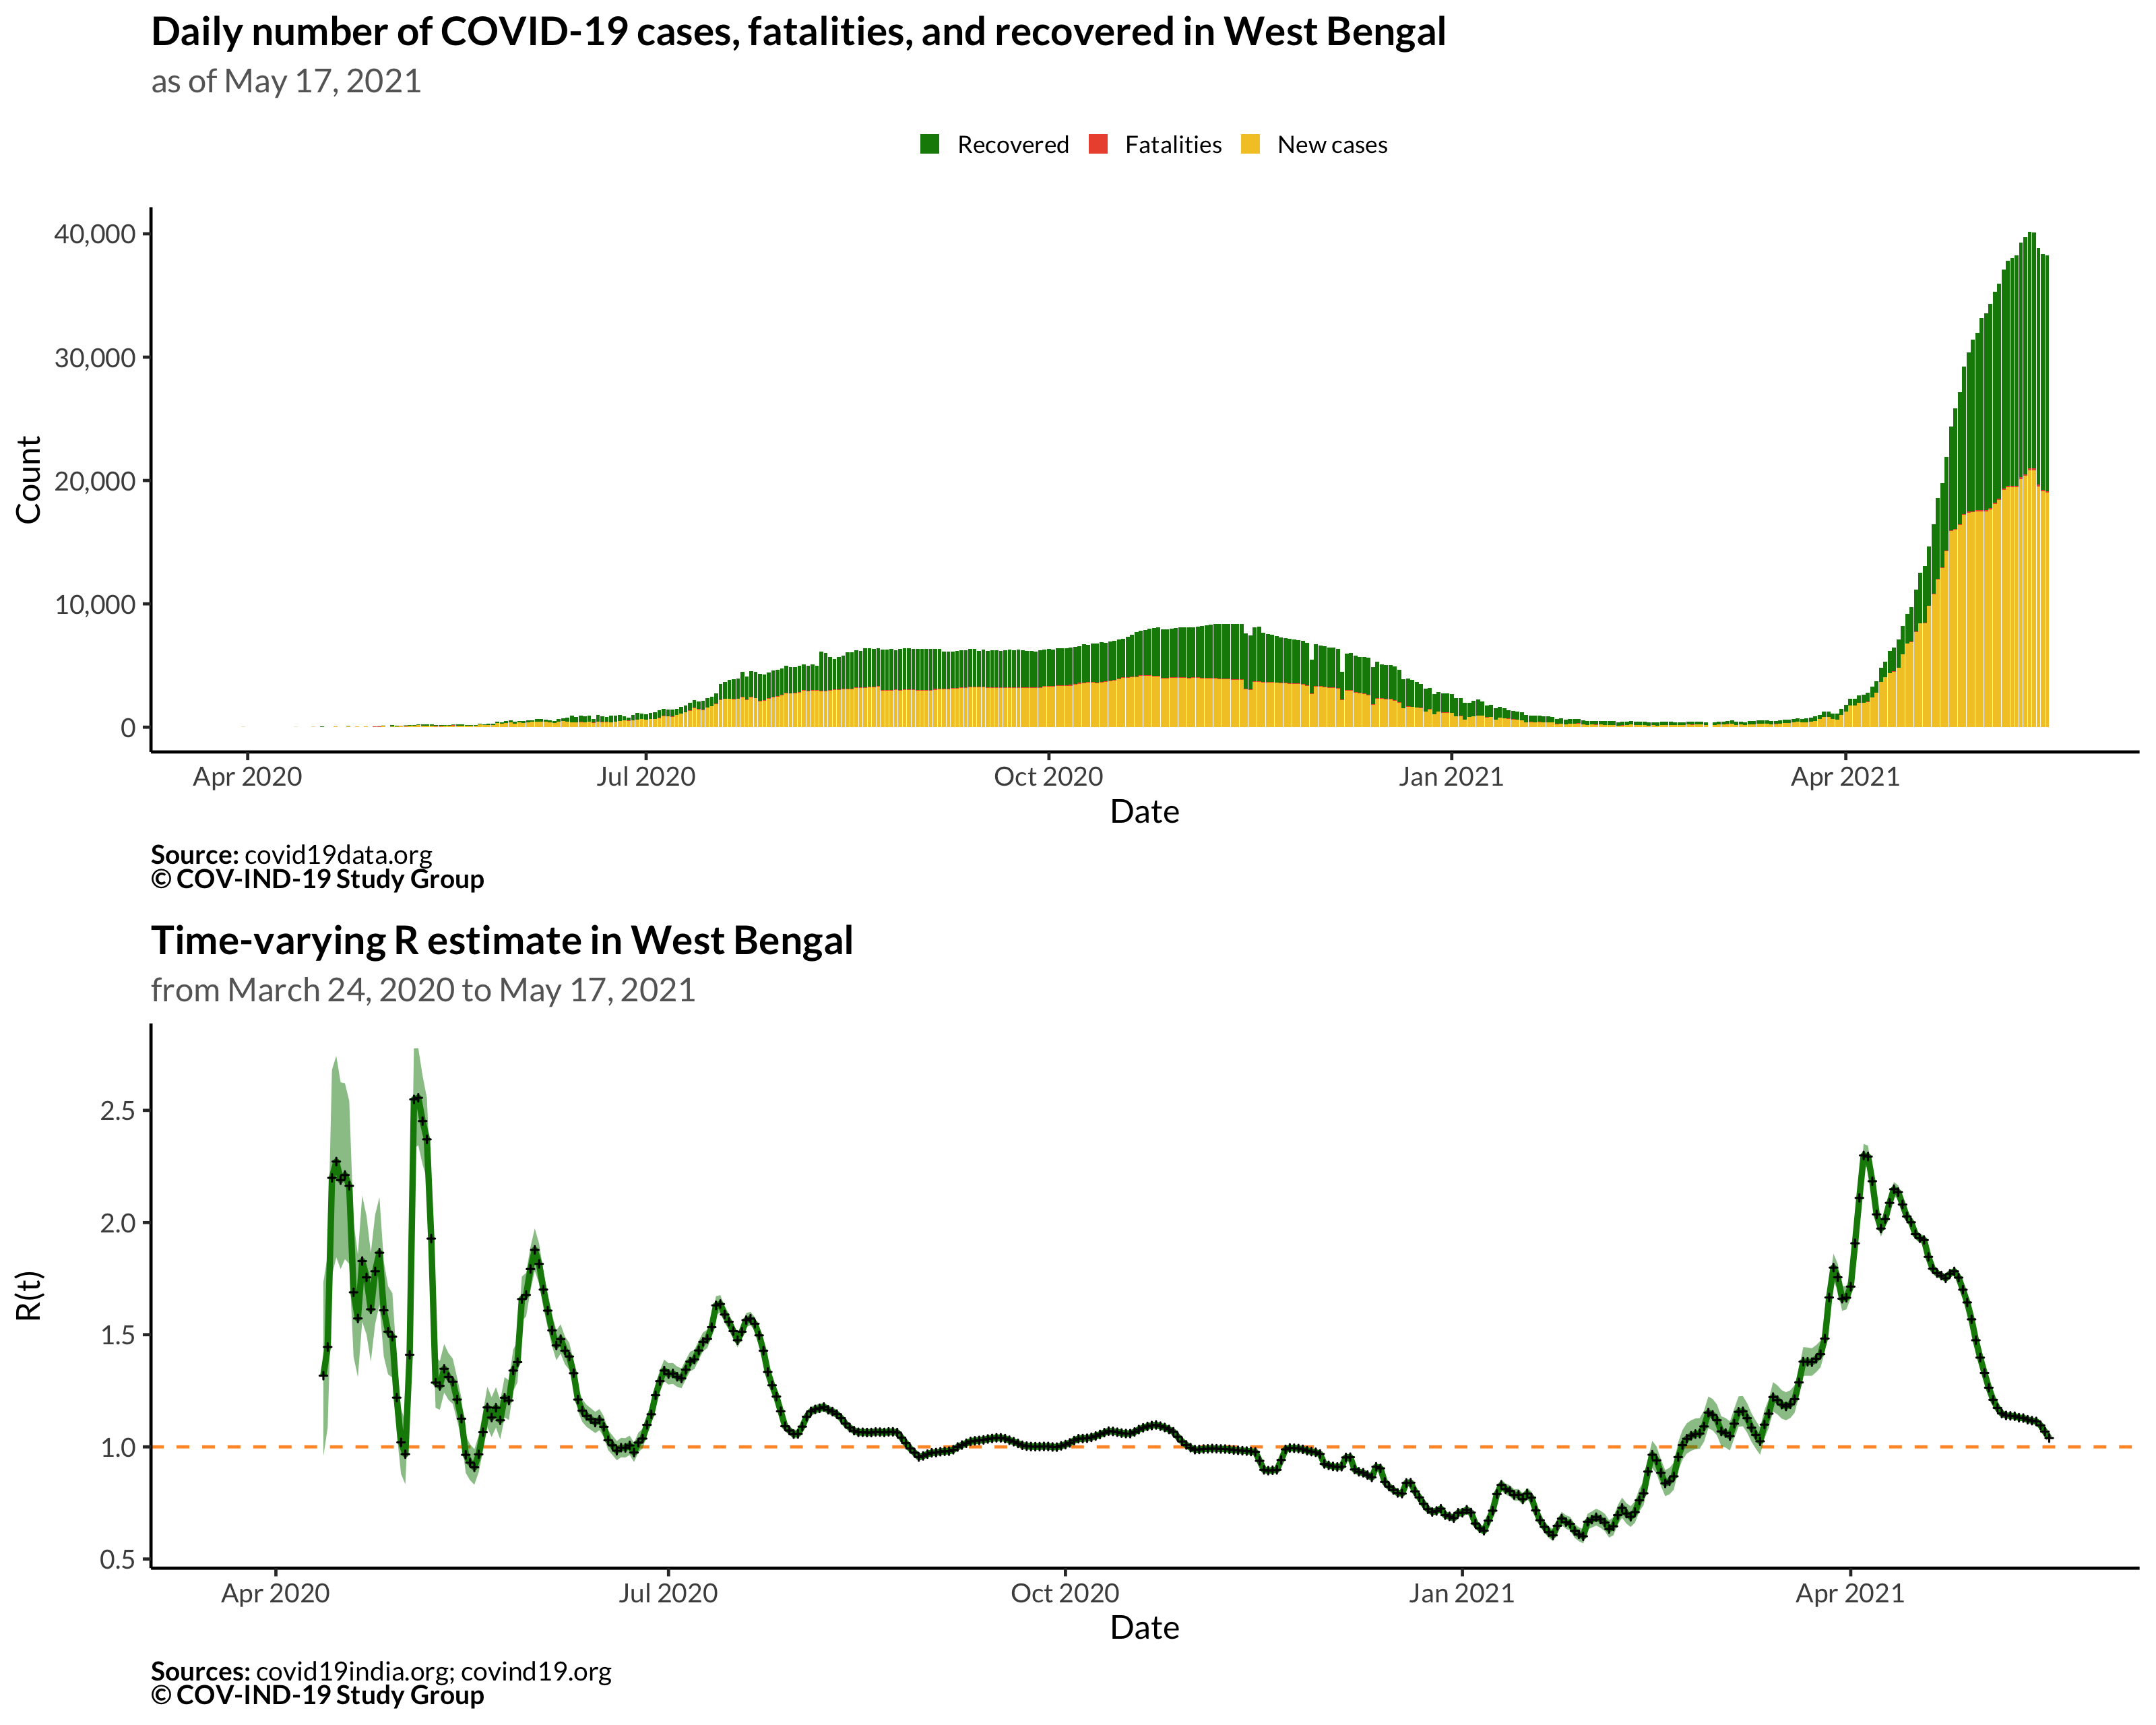 Daily number of COVID-19 cases, fatalities, and recovered in West Bengal
as of May 17, 2021
Recovered Fatalities New cases
Count
40,000
30,000
20,000
10,000
0
Apr 2020 Jul 2020 Oct 2020 Jan 2021 Apr 2021
Date
Source: covid19data.org
© COV-IND-19 Study Group
Time-varying R estimate in West Bengal
from March 24, 2020 to May 17, 2021
R(t)
2.5
2.0
1.5
1.0
0.5
Apr 2020 Jul 2020 Oct 2020 Jan 2021 Apr 2021
Date
Sources: covid19india.org; covind19.org
© COV-IND-19 Study Group